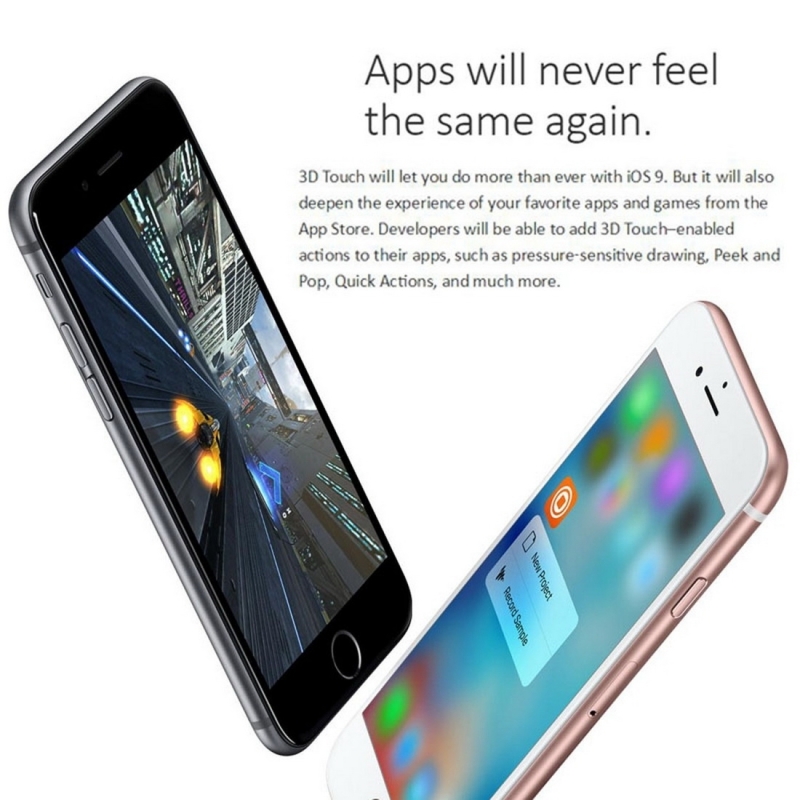 Apps will never feel
the same again.
3D Touch will let you do more than ever with iOS 9. But it will also
deepen the experience of your favorite apps and games from the
App Store. Developers will be able to add 3D Touch–enabled
actions to their apps, such as pressure-sensitive drawing, Peek and
Pop, Quick Actions, and much more.
New Project
Record Sample